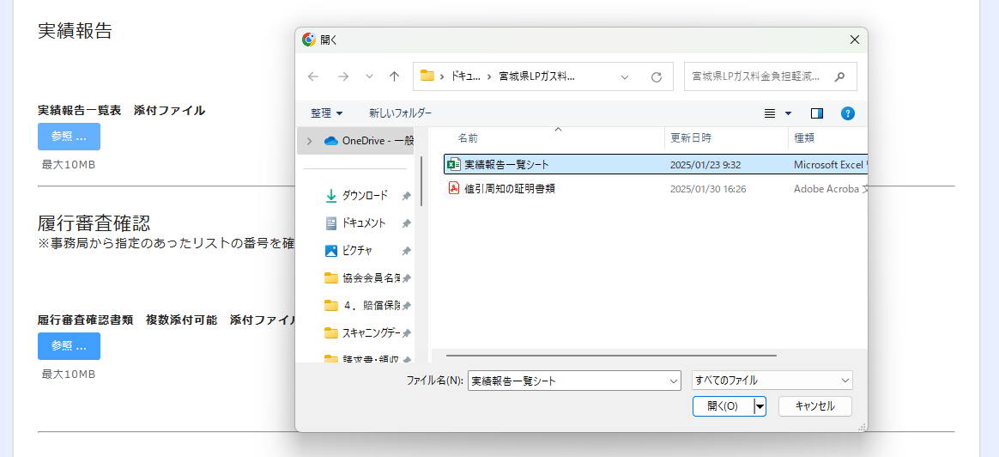 実績報告
実績報告一覧表　添付ファイル
参照 ...
最大10MB
履行審査確認
※事務局から指定のあったリストの番号を確
履行審査確認書類　複数添付可能　添付ファイル
参照 ...
最大10MB
開く
ドキュ... 宮城県LPガス料...
宮城県LPガス料金負担軽減...
整理 新しいフォルダー
OneDrive - 一般
ダウンロード
ドキュメント
ピクチャ
協会会員名簿
４．賠償保険
スキャニングデー
請求書・領収
名前 更新日時 種類
実績報告一覧シート 2025/01/23 9:32 Microsoft Excel
値引周知の証明書類 2025/01/30 16:26 Adobe Acroba 文
ファイル名(N): 実績報告一覧シート すべてのファイル
開く(O) キャンセル